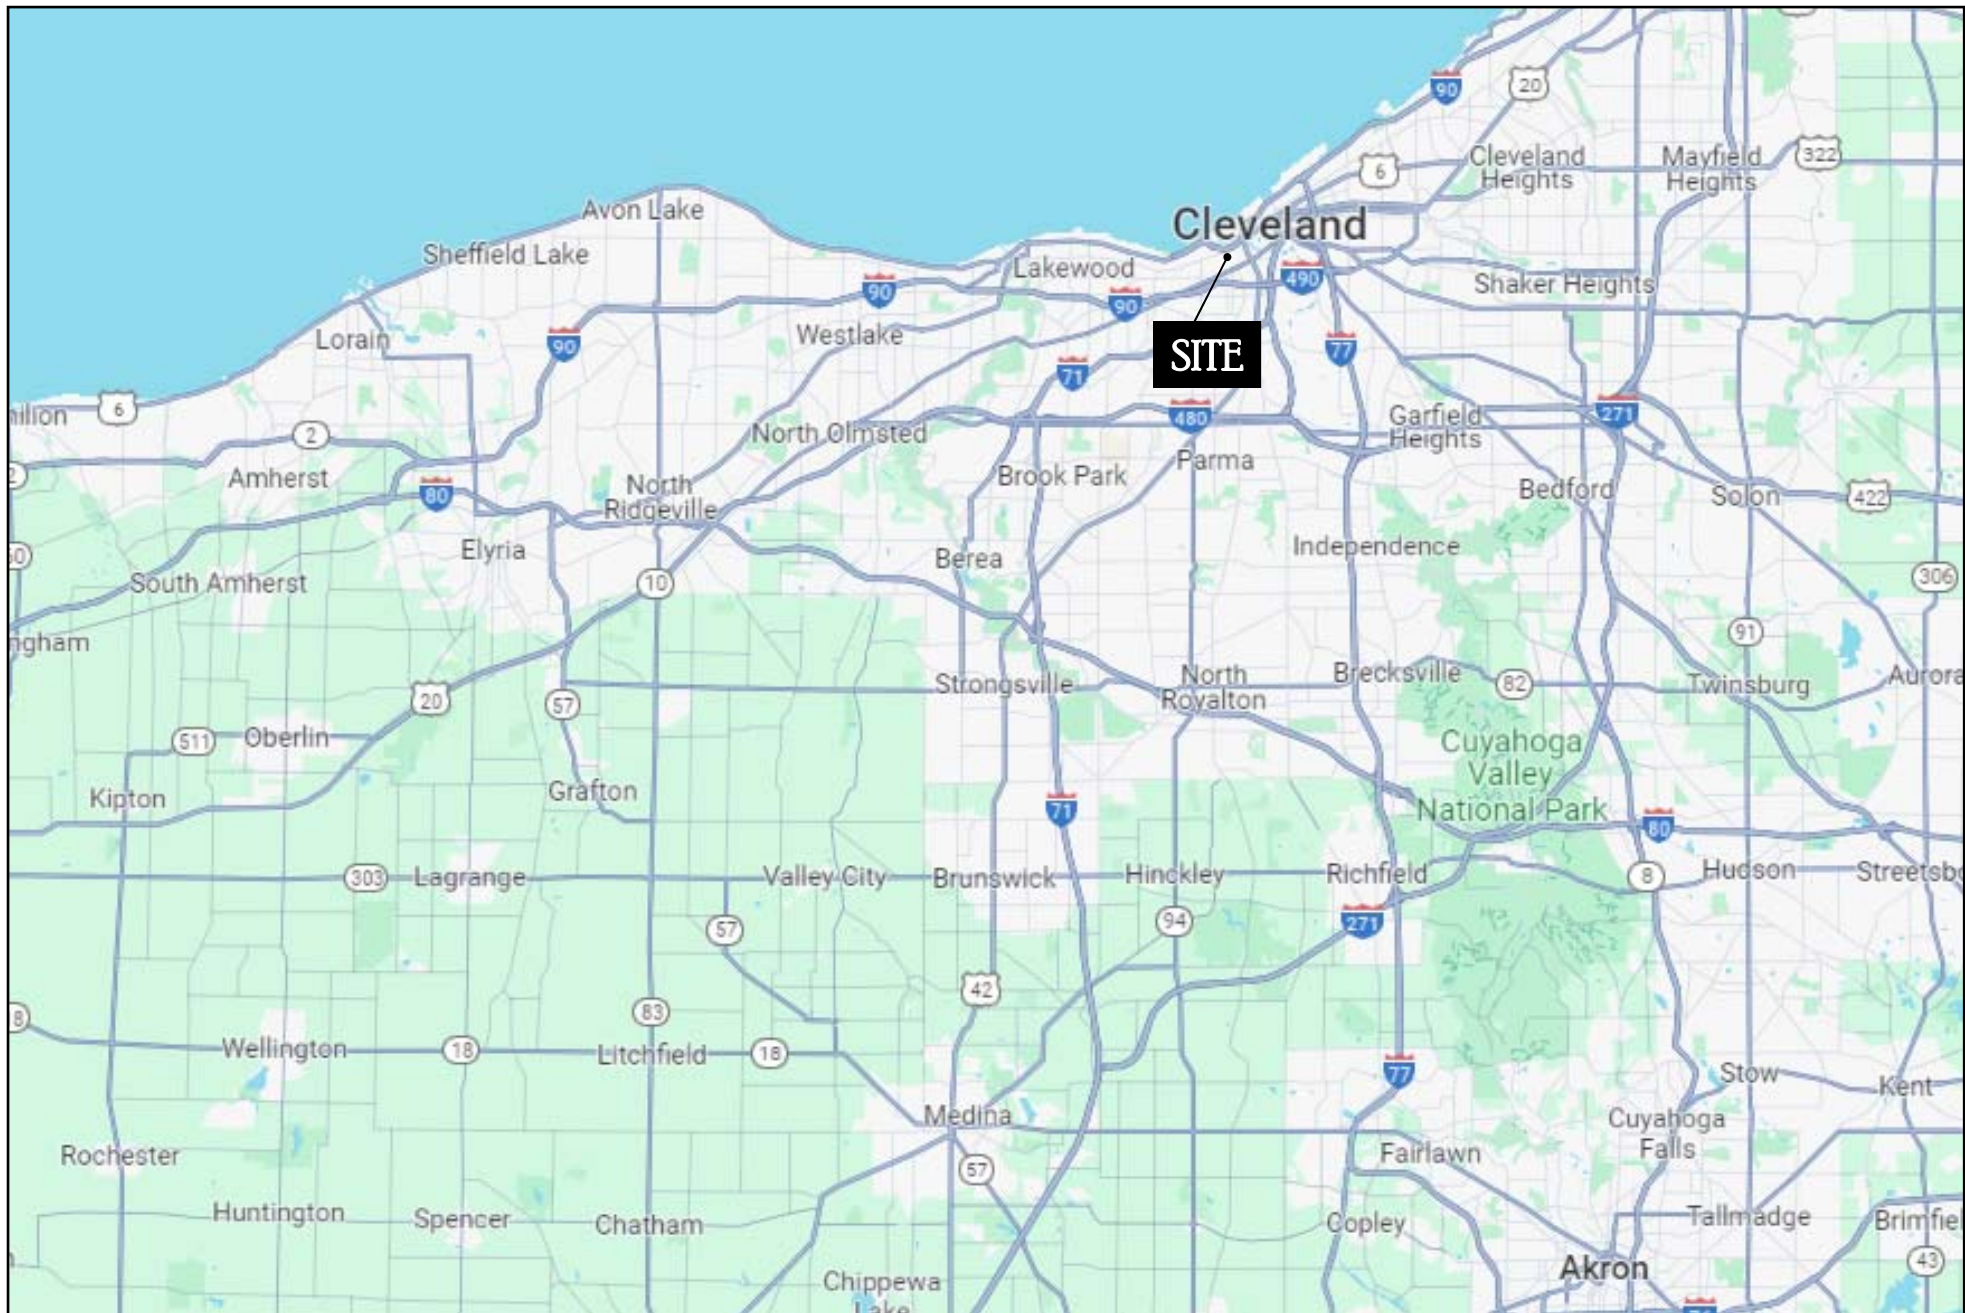 90
20
Cleveland
Heights
Mayfield
Heights
322
6
Avon Lake
Cleveland
Sheffield Lake
Lakewood
490
Shaker Heights
90
90
Lorain
Westlake
90
SITE
77
71
6
2
480
Garfield
Heights
271
North Olmsted
Parma
Brook Park
Amherst
80
North
Ridgeville
Bedford
Solon
422
Elyria
Berea
Independence
306
South Amherst
10
91
Strongsville
North
Royalton
Brecksville
82
Twinsburg
Aurora
20
57
511
Oberlin
Cuyahoga
Valley
National Park
Kipton
Grafton
71
80
303
Lagrange
Valley City
Brunswick
Hinckley
Richfield
8
Hudson
57
94
271
42
83
Wellington
18
Litchfield
18
77
Stow
Kent
Medina
Cuyahoga
Falls
Rochester
57
Fairlawn
Huntington
Spencer
Chatham
Copley
Tallmadge
43
Akron
Chippewa
Lake